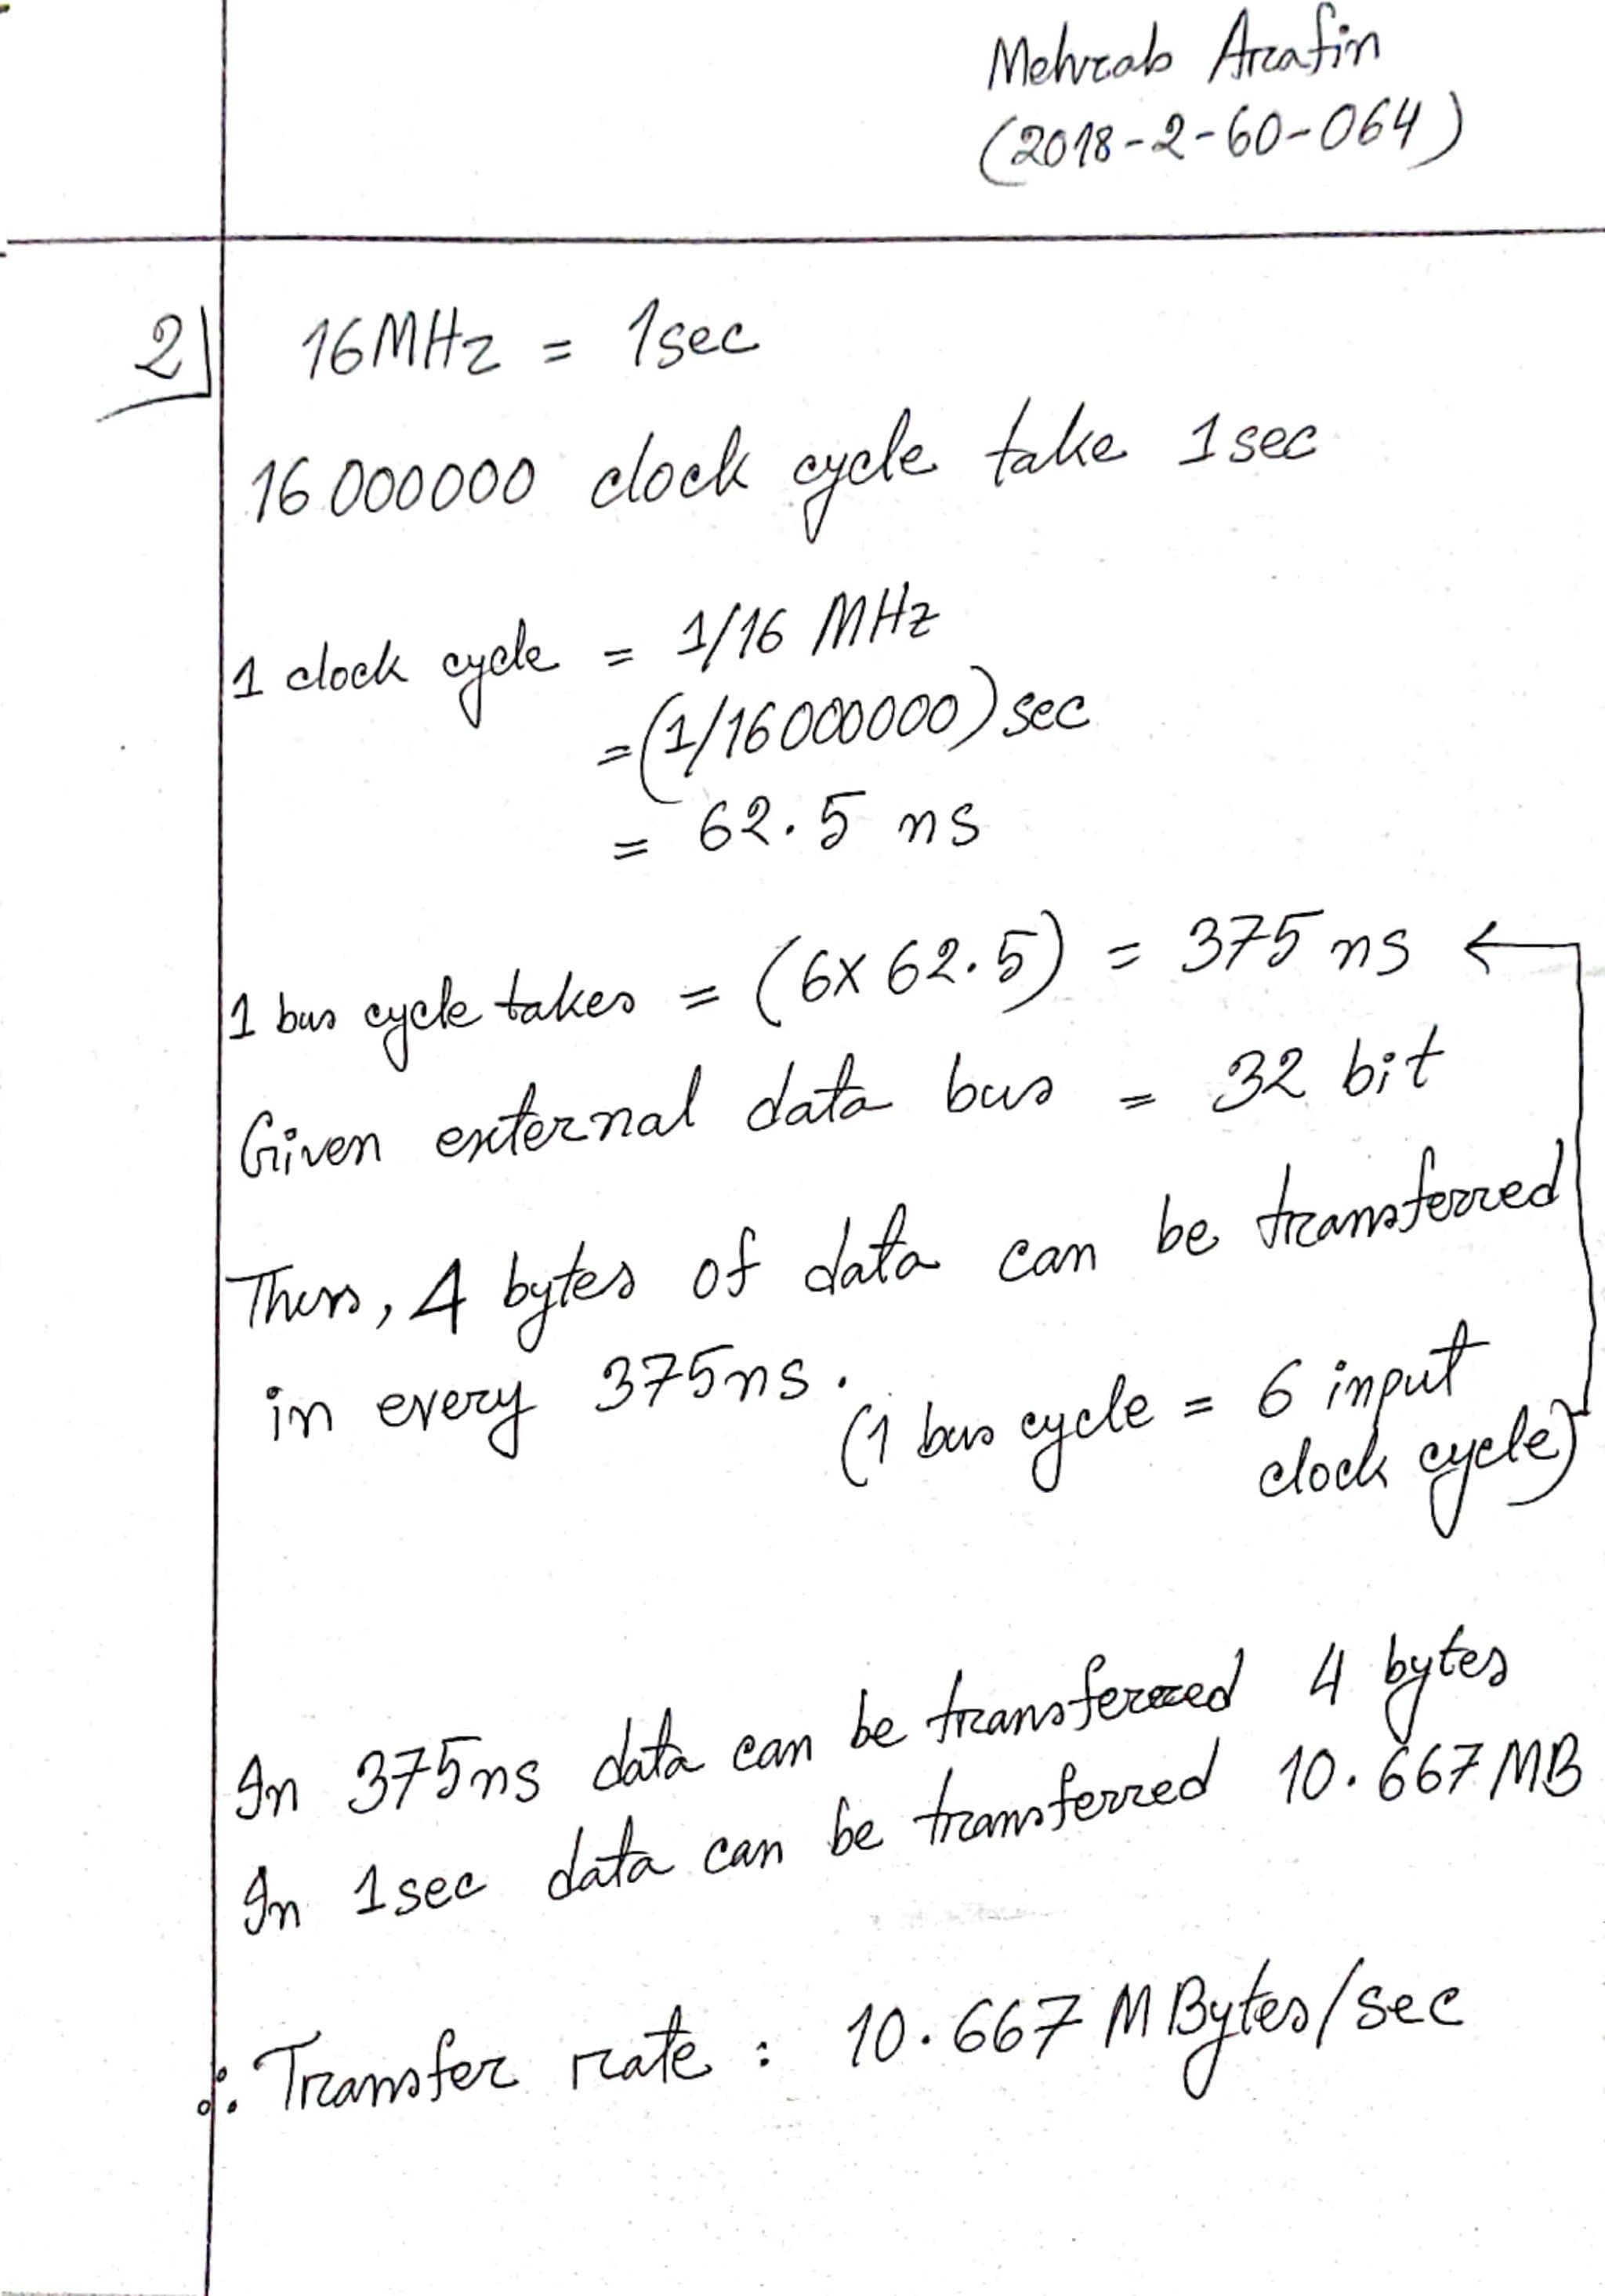 Mehrab Arafin
(2018-2-60-064)
2
16MHz = 1sec
16000000 clock cycle take 1sec
1 clock cycle = 1/16 MHz
= (1/16000000) sec
= 62.5 ns
1 bus cycle takes = (6x62.5) = 375 ns ←
Given external data bus = 32 bit
Thus, 4 bytes of data can be transferred
in every 375ns.
(1 bus cycle = 6 input
clock cycle)
In 375ns data can be transferred 4 bytes
In 1sec data can be transferred 10.667MB
∴ Transfer rate : 10.667 MBytes/sec